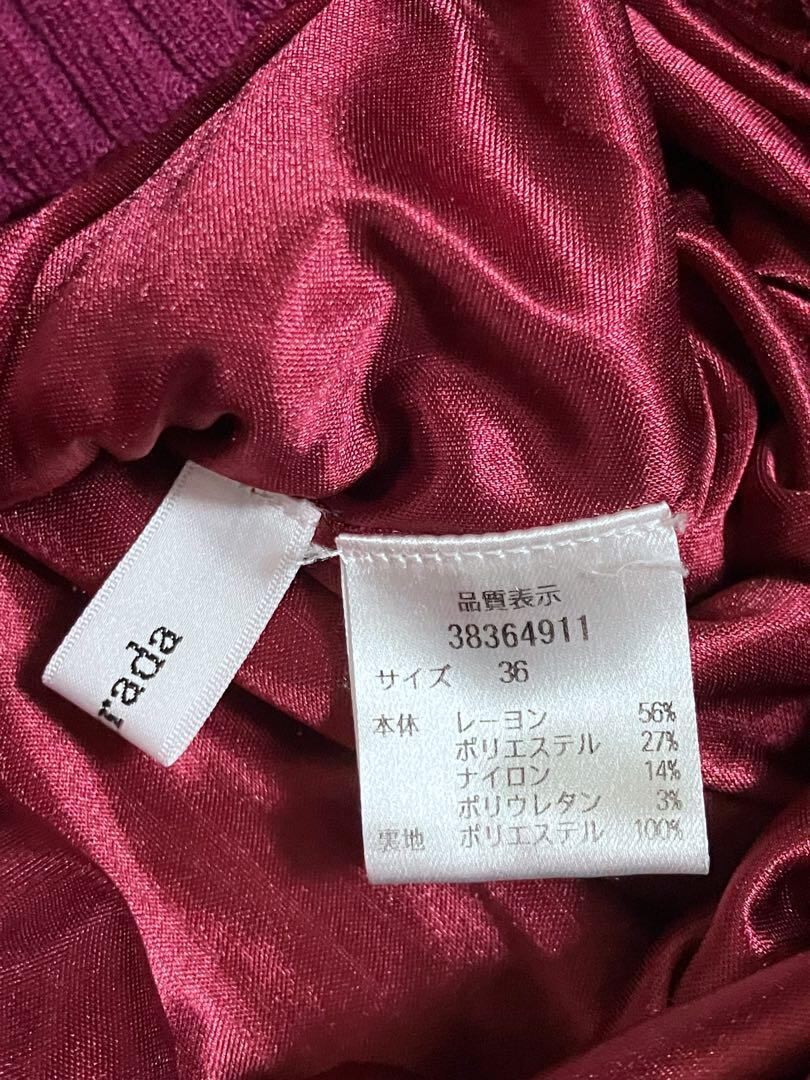 rada
品質表示
38364911
サイズ 36
本体 レーヨン 56%
ポリエステル 27%
ナイロン 14%
ポリウレタン 3%
裏地 ポリエステル 100%